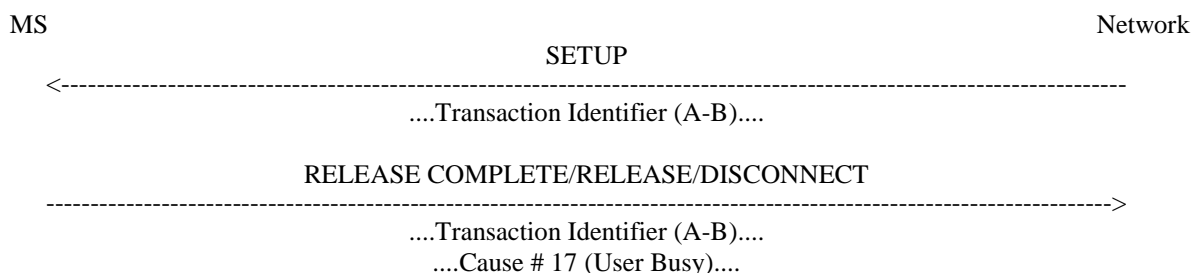 MS Network
SETUP
<------------------------------------------------------------------------------------------------------------------------
....Transaction Identifier (A-B)....
RELEASE COMPLETE/RELEASE/DISCONNECT
------------------------------------------------------------------------------------------------------------------------>
....Transaction Identifier (A-B)....
....Cause # 17 (User Busy)....